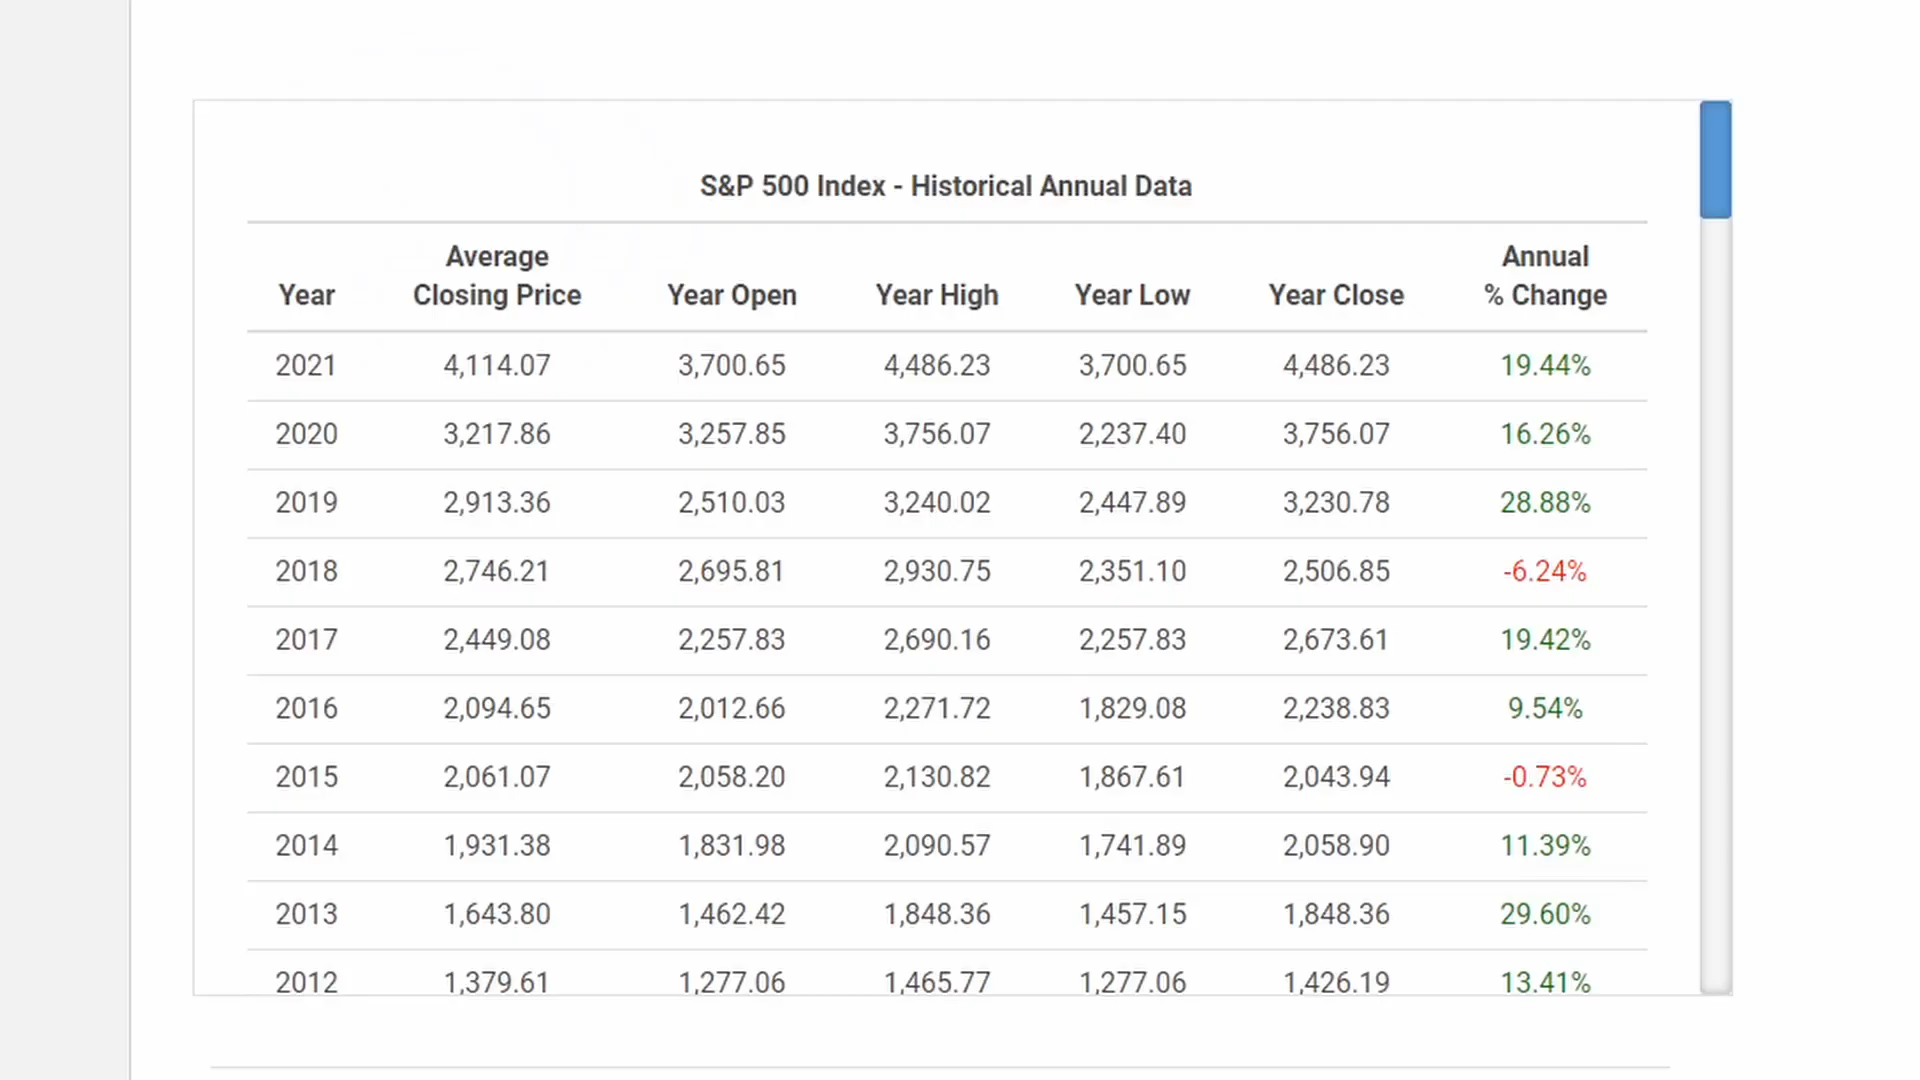 S&P 500 Index - Historical Annual Data
Year Average Closing Price Year Open Year High Year Low Year Close Annual % Change
2021 4,114.07 3,700.65 4,486.23 3,700.65 4,486.23 19.44%
2020 3,217.86 3,257.85 3,756.07 2,237.40 3,756.07 16.26%
2019 2,913.36 2,510.03 3,240.02 2,447.89 3,230.78 28.88%
2018 2,746.21 2,695.81 2,930.75 2,351.10 2,506.85 -6.24%
2017 2,449.08 2,257.83 2,690.16 2,257.83 2,673.61 19.42%
2016 2,094.65 2,012.66 2,271.72 1,829.08 2,238.83 9.54%
2015 2,061.07 2,058.20 2,130.82 1,867.61 2,043.94 -0.73%
2014 1,931.38 1,831.98 2,090.57 1,741.89 2,058.90 11.39%
2013 1,643.80 1,462.42 1,848.36 1,457.15 1,848.36 29.60%
2012 1,379.61 1,277.06 1,465.77 1,277.06 1,426.19 13.41%